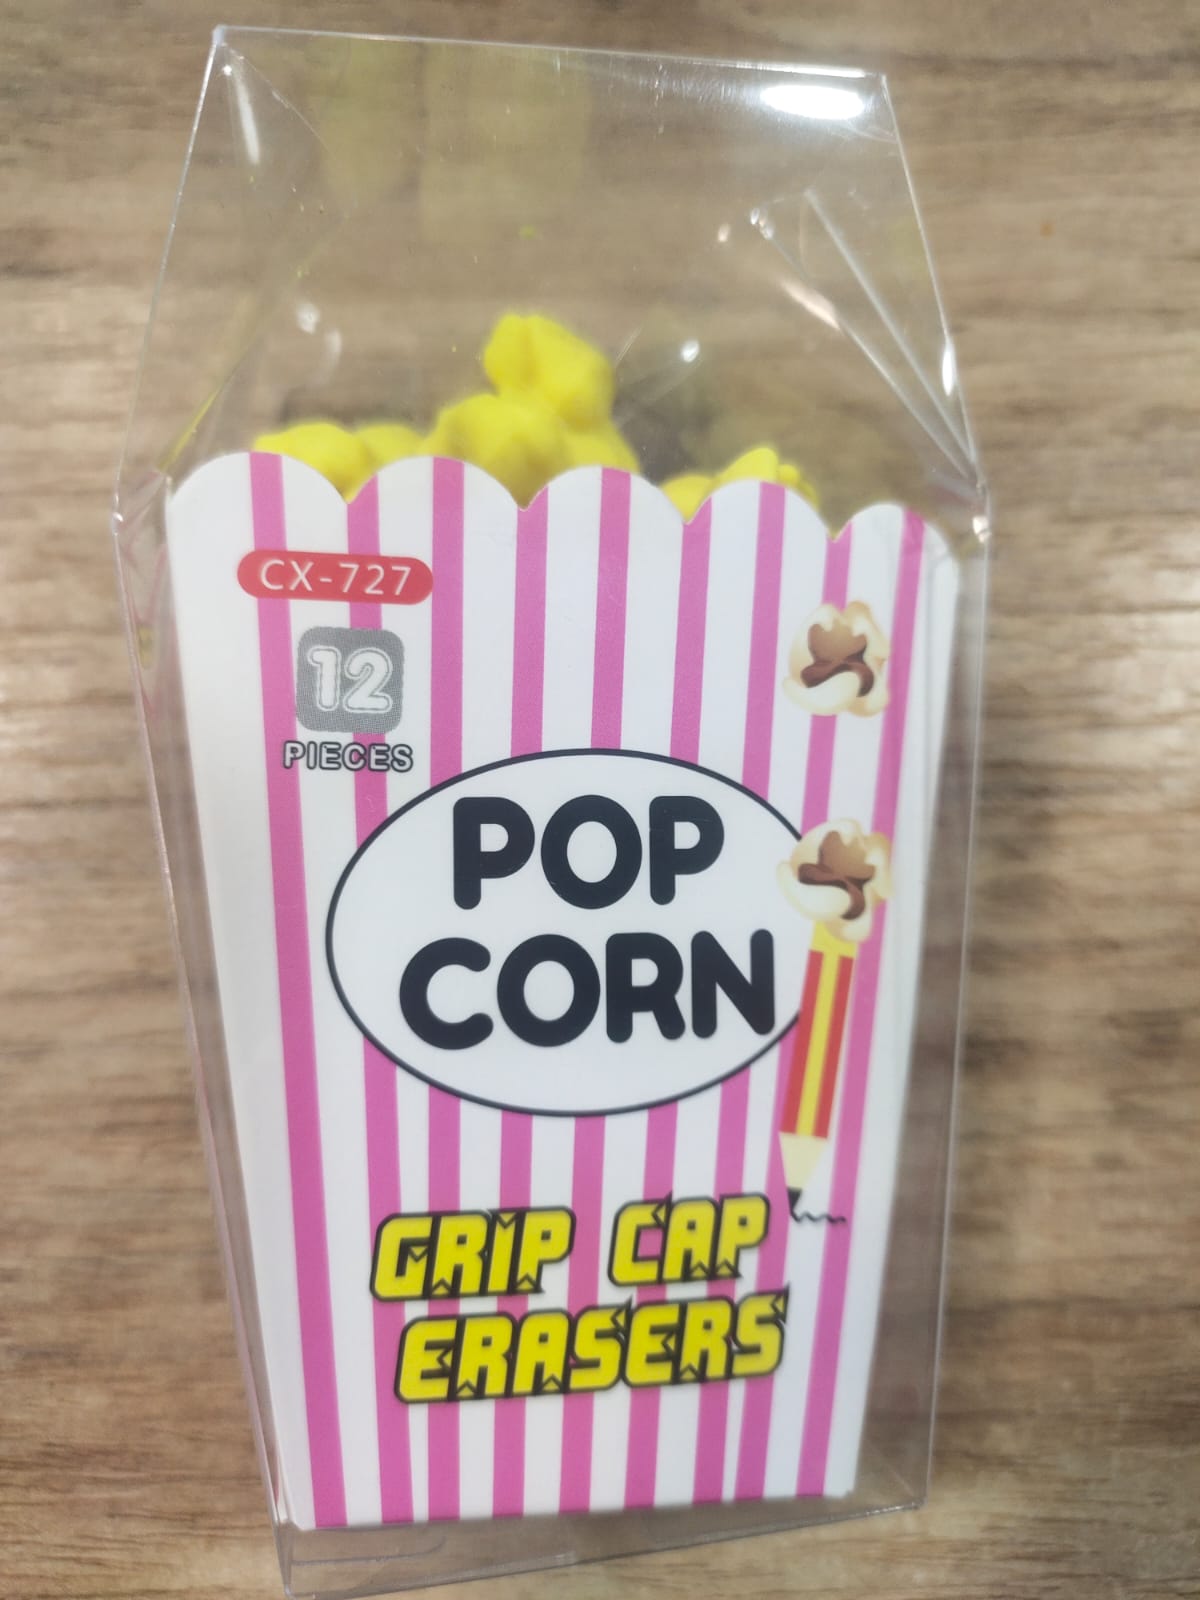 CX-727
12
PIECES
POP
CORN
GRIP CAP
ERASERS